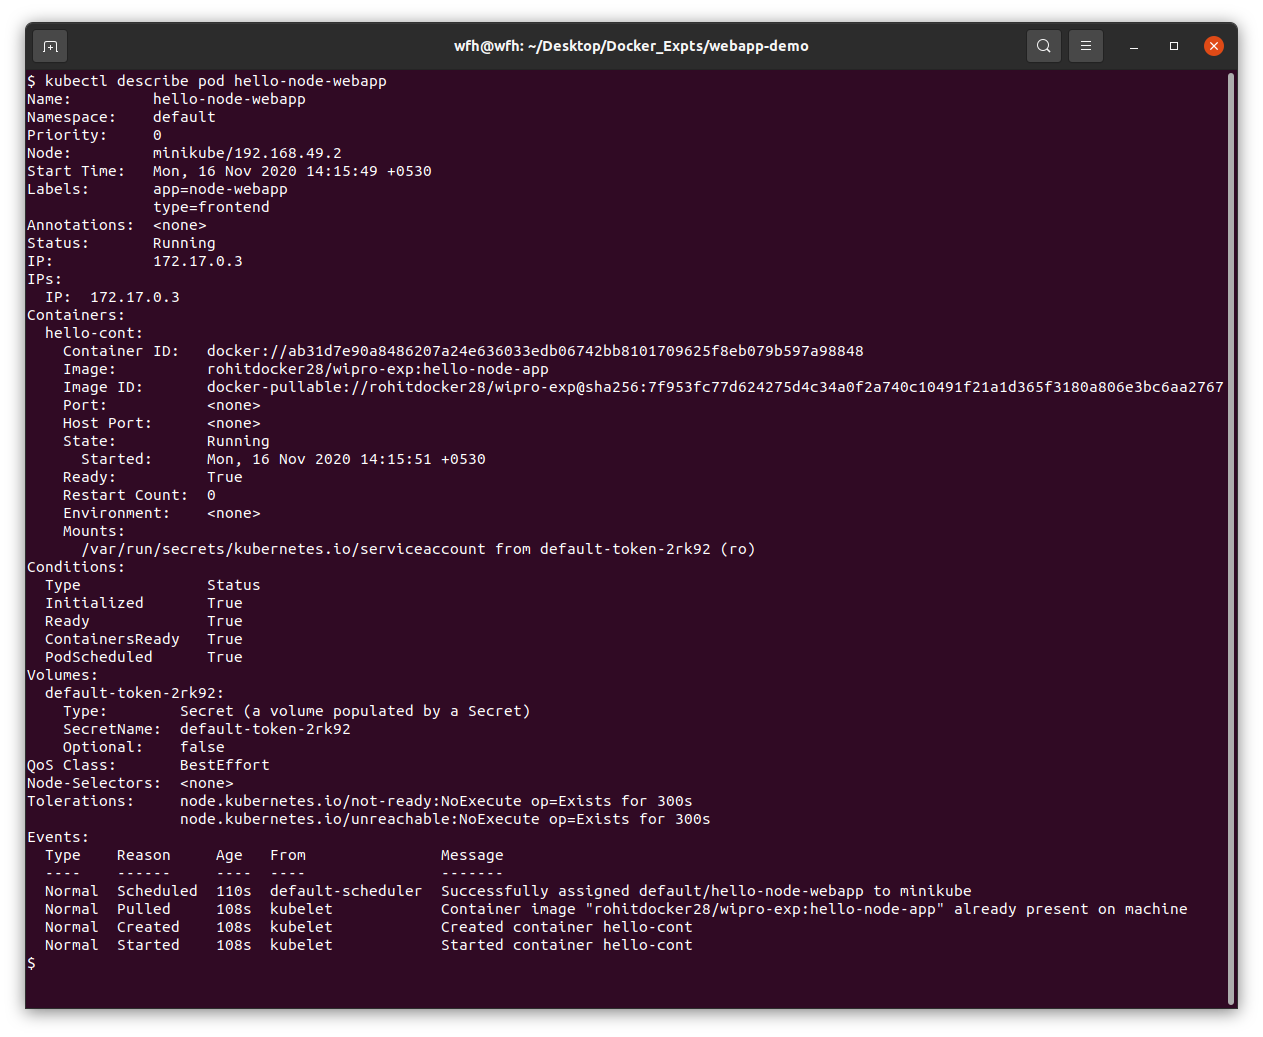 wfh@wfh: ~/Desktop/Docker_Expts/webapp-demo
$ kubectl describe pod hello-node-webapp
Name:         hello-node-webapp
Namespace:    default
Priority:     0
Node:         minikube/192.168.49.2
Start Time:   Mon, 16 Nov 2020 14:15:49 +0530
Labels:       app=node-webapp
              type=frontend
Annotations:  <none>
Status:       Running
IP:           172.17.0.3
IPs:
  IP:  172.17.0.3
Containers:
  hello-cont:
    Container ID:   docker://ab31d7e90a8486207a24e636033edb06742bb8101709625f8eb079b597a98848
    Image:          rohitdocker28/wipro-exp:hello-node-app
    Image ID:       docker-pullable://rohitdocker28/wipro-exp@sha256:7f953fc77d624275d4c34a0f2a740c10491f21a1d365f3180a806e3bc6aa2767
    Port:           <none>
    Host Port:      <none>
    State:          Running
      Started:      Mon, 16 Nov 2020 14:15:51 +0530
    Ready:          True
    Restart Count:  0
    Environment:    <none>
    Mounts:
      /var/run/secrets/kubernetes.io/serviceaccount from default-token-2rk92 (ro)
Conditions:
  Type              Status
  Initialized       True
  Ready             True
  ContainersReady   True
  PodScheduled      True
Volumes:
  default-token-2rk92:
    Type:        Secret (a volume populated by a Secret)
    SecretName:  default-token-2rk92
    Optional:    false
QoS Class:       BestEffort
Node-Selectors:  <none>
Tolerations:     node.kubernetes.io/not-ready:NoExecute op=Exists for 300s
                 node.kubernetes.io/unreachable:NoExecute op=Exists for 300s
Events:
  Type    Reason     Age   From               Message
  ----    ------     ----  ----               -------
  Normal  Scheduled  110s  default-scheduler  Successfully assigned default/hello-node-webapp to minikube
  Normal  Pulled     108s  kubelet            Container image "rohitdocker28/wipro-exp:hello-node-app" already present on machine
  Normal  Created    108s  kubelet            Created container hello-cont
  Normal  Started    108s  kubelet            Started container hello-cont
$